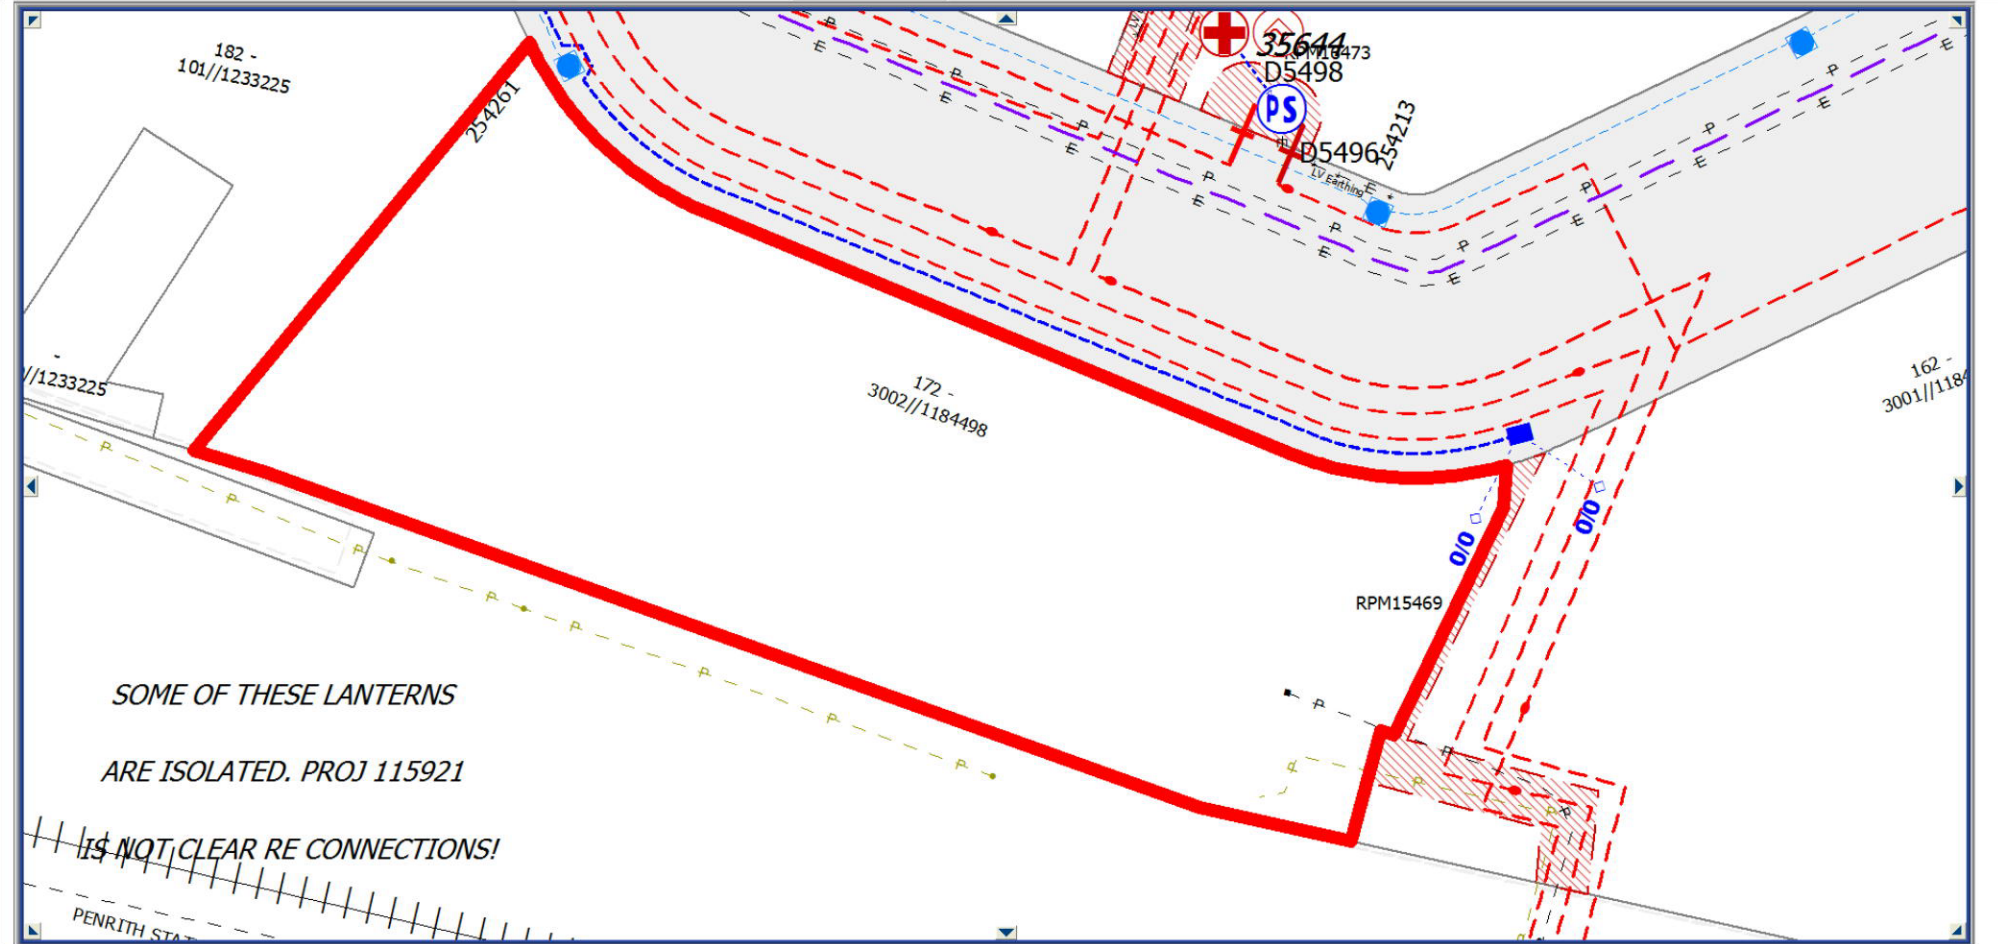 182 -
101//1233225
254261
35644
D5498
PS
254213
D5496
LV Earthing
//1233225
172 -
3002//1184498
162 -
3001//118
0/0
0/0
RPM15469
SOME OF THESE LANTERNS
ARE ISOLATED. PROJ 115921
IS NOT CLEAR RE CONNECTIONS!
PENRITH STAT